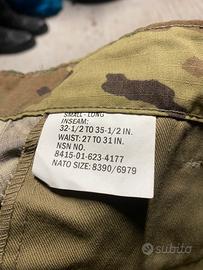 SMALL - LONG
INSEAM:
32-1/2 TO 35-1/2 IN.
WAIST: 27 TO 31 IN.
NSN NO.
8415-01-623-4177
NATO SIZE: 8390/6979
subito